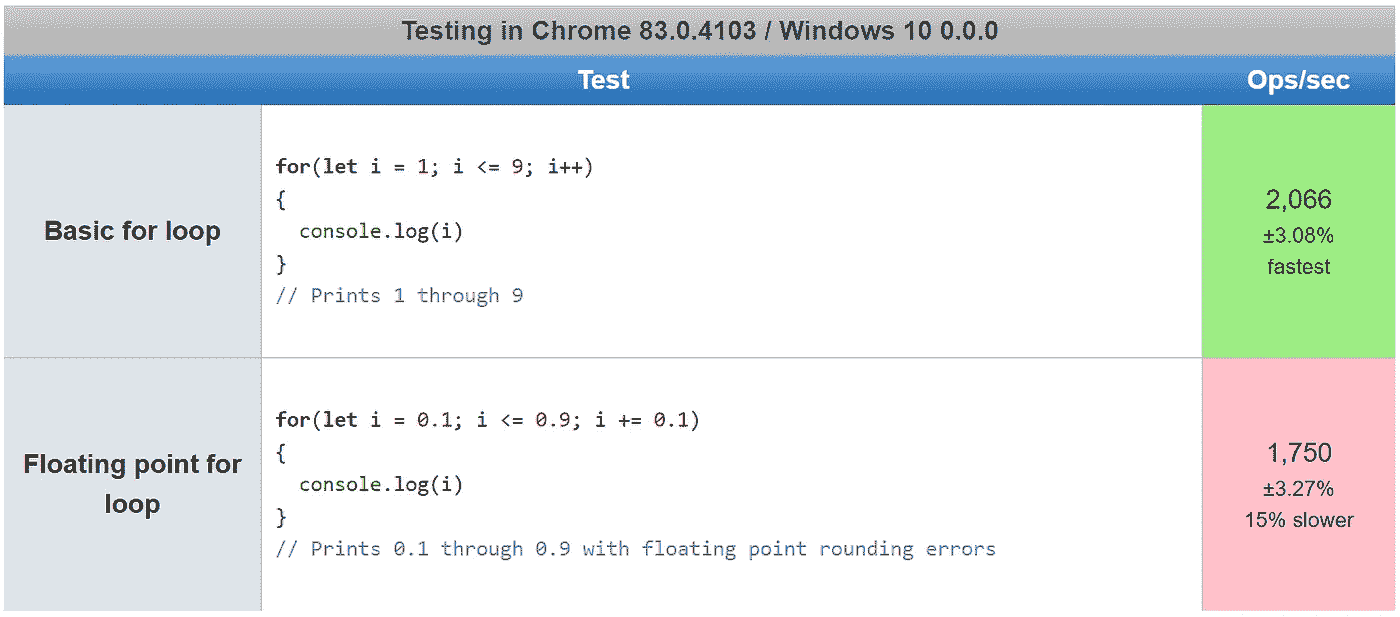 Testing in Chrome 83.0.4103 / Windows 10 0.0.0
Test
Ops/sec
Basic for loop
for(let i = 1; i <= 9; i++)
{
  console.log(i)
}
// Prints 1 through 9
2,066
±3.08%
fastest
Floating point for
loop
for(let i = 0.1; i <= 0.9; i += 0.1)
{
  console.log(i)
}
// Prints 0.1 through 0.9 with floating point rounding errors
1,750
±3.27%
15% slower